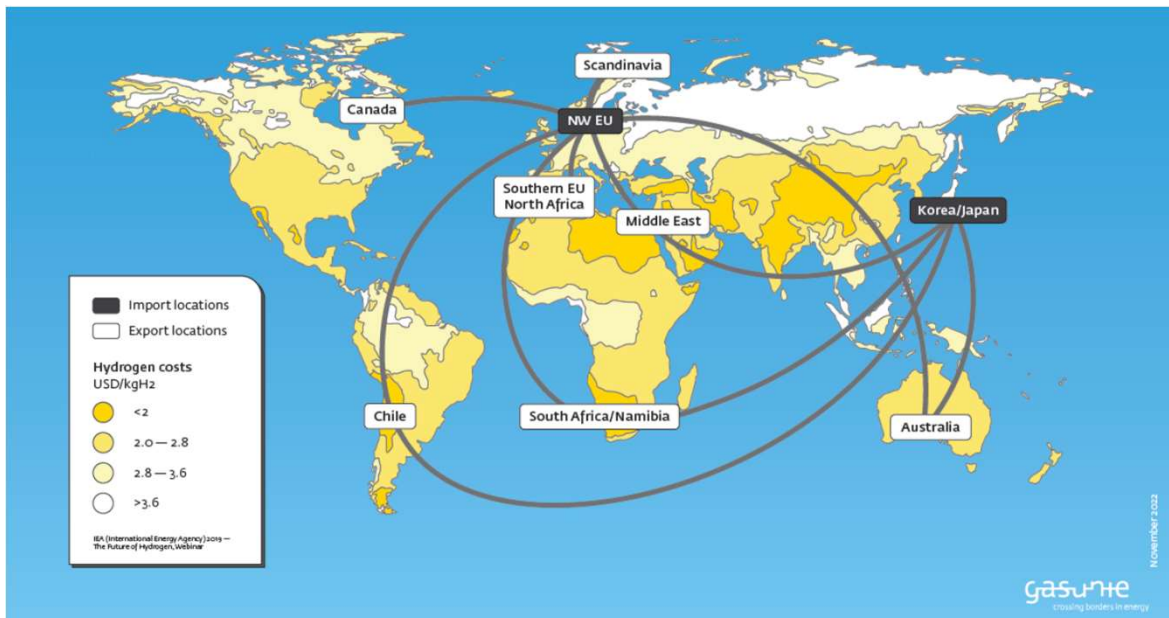 Scandinavia
Canada
NW EU
Southern EU
North Africa
Middle East
Korea/Japan
Chile
South Africa/Namibia
Australia
Import locations
Export locations
Hydrogen costs
USD/kgH2
<2
2.0 — 2.8
2.8 — 3.6
>3.6
IEA (International Energy Agency) 2019 —
The Future of Hydrogen, Webinar
November 2022
gasunie
crossing borders in energy